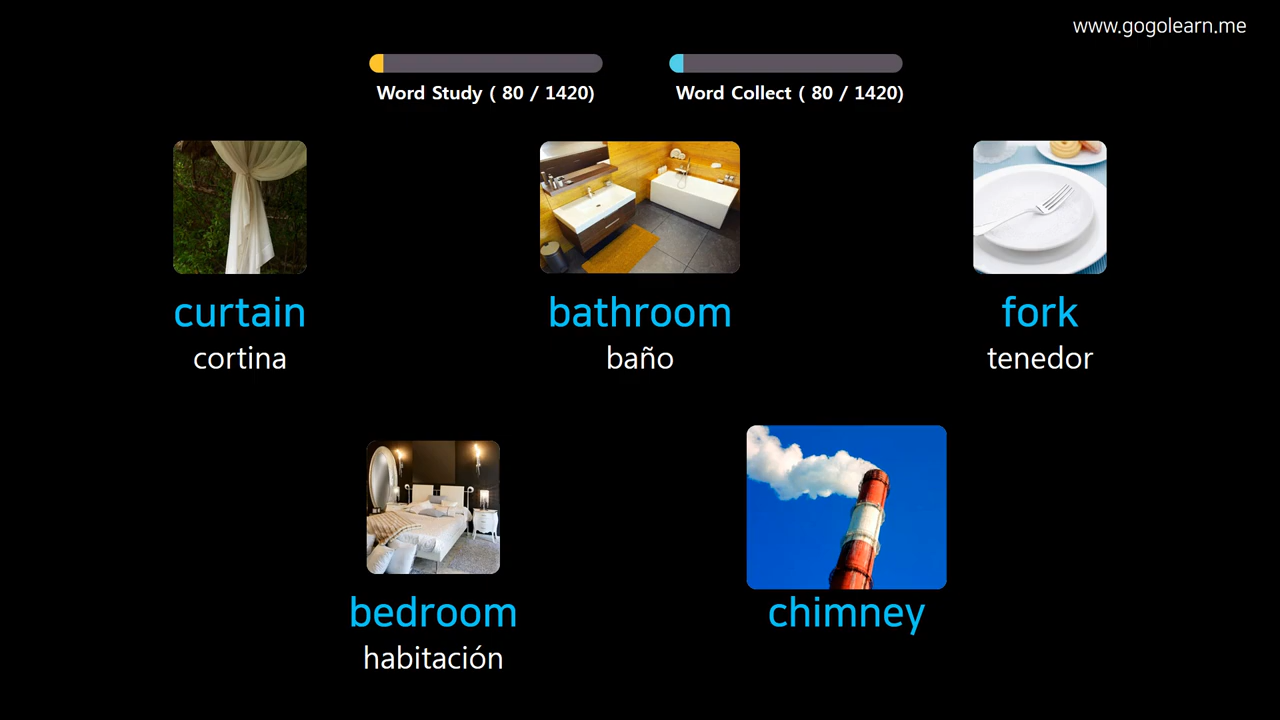 www.gogolearn.me
Word Study ( 80 / 1420)
Word Collect ( 80 / 1420)
curtain
cortina
bathroom
baño
fork
tenedor
bedroom
habitación
chimney